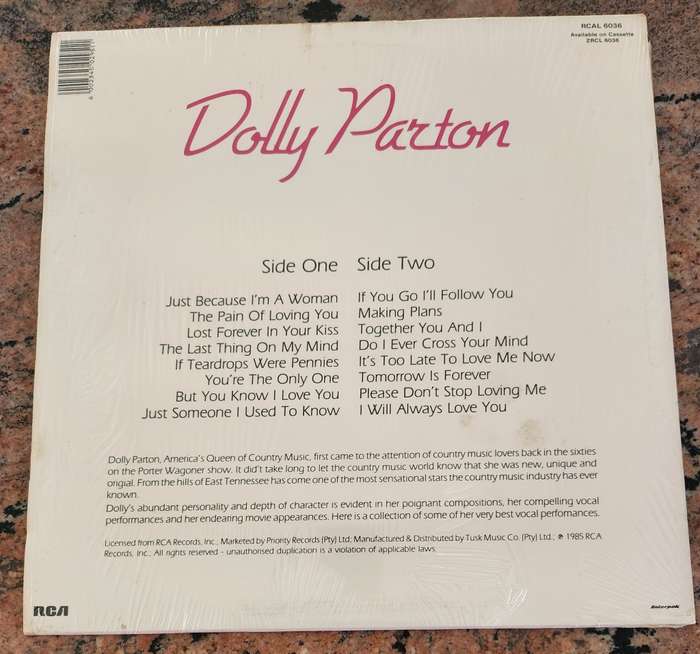 RCAL 6036
Available on Cassette
ZRCL 6036
Dolly Parton
Side One
Just Because I'm A Woman
The Pain Of Loving You
Lost Forever In Your Kiss
The Last Thing On My Mind
If Teardrops Were Pennies
You're The Only One
But You Know I Love You
Just Someone I Used To Know
Side Two
If You Go I'll Follow You
Making Plans
Together You And I
Do I Ever Cross Your Mind
It's Too Late To Love Me Now
Tomorrow Is Forever
Please Don't Stop Loving Me
I Will Always Love You
Dolly Parton, America's Queen of Country Music, first came to the attention of country music lovers back in the sixties
on the Porter Wagoner show. It did't take long to let the country music world know that she was new, unique and
origial. From the hills of East Tennessee has come one of the most sensational stars the country music industry has ever
known.
Dolly's abundant personality and depth of character is evident in her poignant compositions, her compelling vocal
performances and her endearing movie appearances. Here is a collection of some of her very best vocal perfomances.
Licensed from RCA Records, Inc., Marketed by Priority Records (Pty) Ltd; Manufactured & Distributed by Tusk Music Co. (Pty) Ltd., ℗ 1985 RCA
Records, Inc., All rights reserved - unauthorised duplication is a violation of applicable laws.
RCA
Interpak